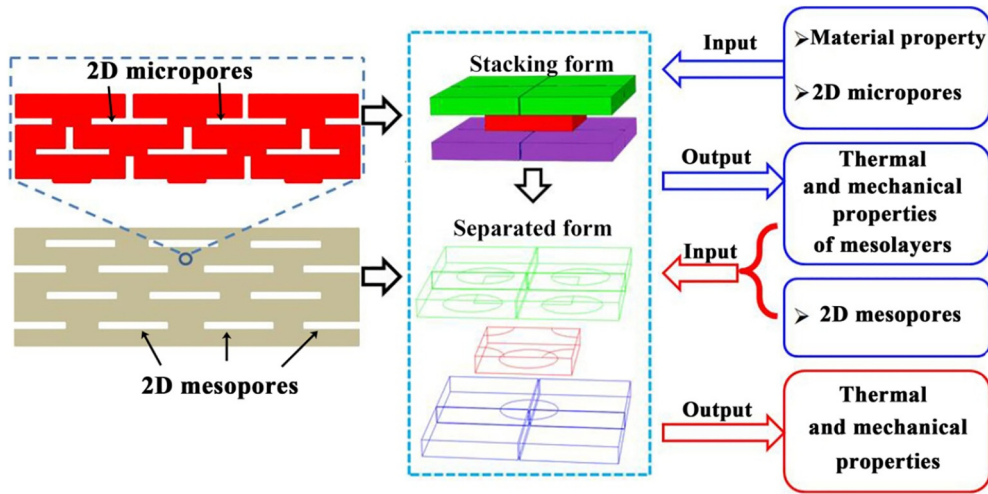 2D micropores
2D mesopores
Stacking form
Separated form
Input
➢Material property
➢2D micropores
Output
Thermal
and mechanical
properties
of mesolayers
Input
➢ 2D mesopores
Output
Thermal
and mechanical
properties